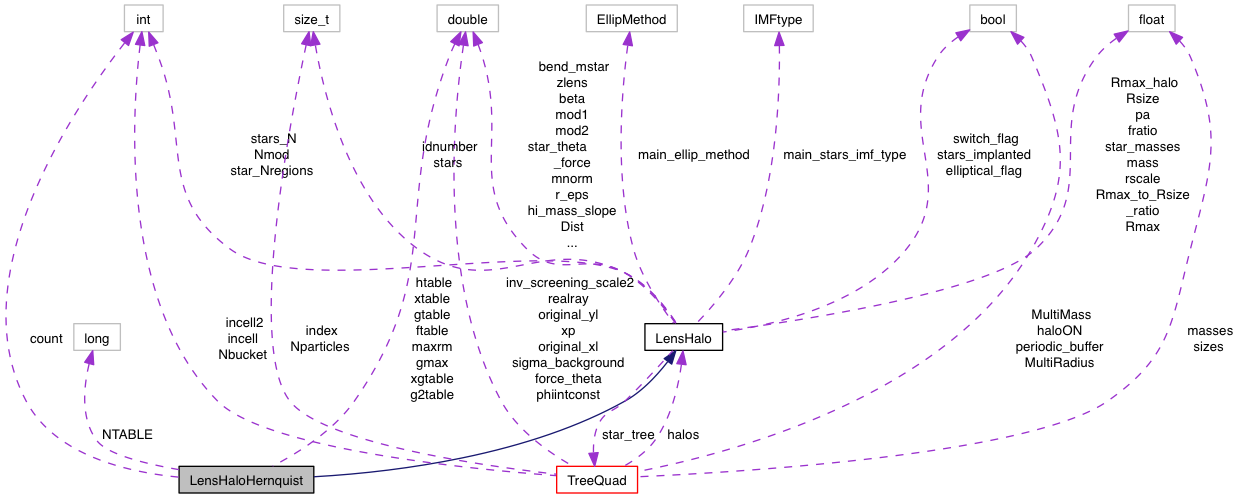 int
size_t
double
EllipMethod
IMFtype
bool
float
bend_mstar
zlens
beta
mod1
mod2
star_theta
_force
mnorm
r_eps
hi_mass_slope
Dist
...
stars_N
Nmod
star_Nregions
idnumber
stars
main_ellip_method
main_stars_imf_type
switch_flag
stars_implanted
elliptical_flag
Rmax_halo
Rsize
pa
fratio
star_masses
mass
rscale
Rmax_to_Rsize
_ratio
Rmax
count
long
incell2
incell
Nbucket
index
Nparticles
htable
xtable
gtable
ftable
maxrm
gmax
xgtable
g2table
inv_screening_scale2
realray
original_yl
xp
original_xl
sigma_background
force_theta
phiintconst
LensHalo
MultiMass
haloON
periodic_buffer
MultiRadius
masses
sizes
NTABLE
star_tree
halos
LensHaloHernquist
TreeQuad